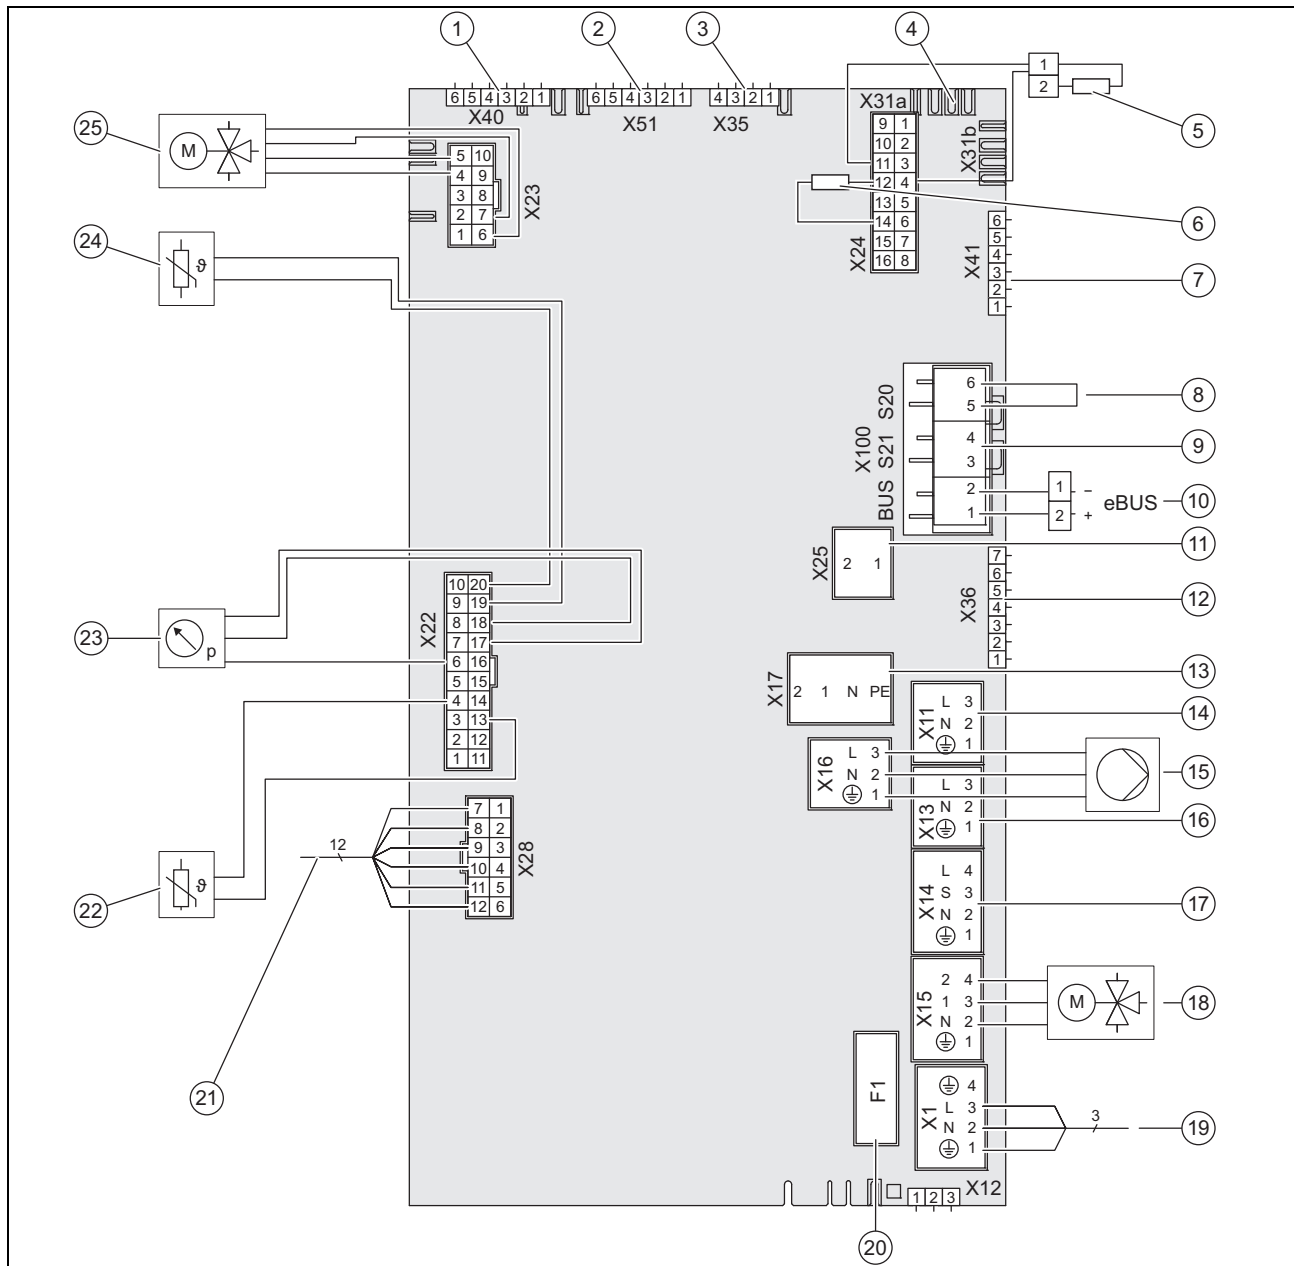 1 2 3 4 5
6 5 4 3 2 1
X40
6 5 4 3 2 1
X51
4 3 2 1
X35
X31a
X31b
1
2
25
M
5 10
4 9
3 8
2 7
1 6
X23
9 1
10 2
11 3
12 4
13 5
14 6
15 7
16 8
X24
6
24
ϑ
6
5
4
3
2
1
X41
7
X100
S20
S21
BUS
6
5
4
3
2
1
8
9
1 –
2 +
eBUS
10
X25
2 1
11
7
6
5
4
3
2
1
X36
12
23
p
X22
10 20
9 19
8 18
7 17
6 16
5 15
4 14
3 13
2 12
1 11
X17
2 1 N PE
13
X11
L 3
N 2
1
14
X16
L 3
N 2
1
15
X13
L 3
N 2
1
16
22
ϑ
12
7 1
8 2
9 3
10 4
11 5
12 6
X28
X14
L 4
S 3
N 2
1
17
X15
2 4
1 3
N 2
1
M
18
21
F1
X1
4
L 3
N 2
1
3
19
1 2 3
X12
20